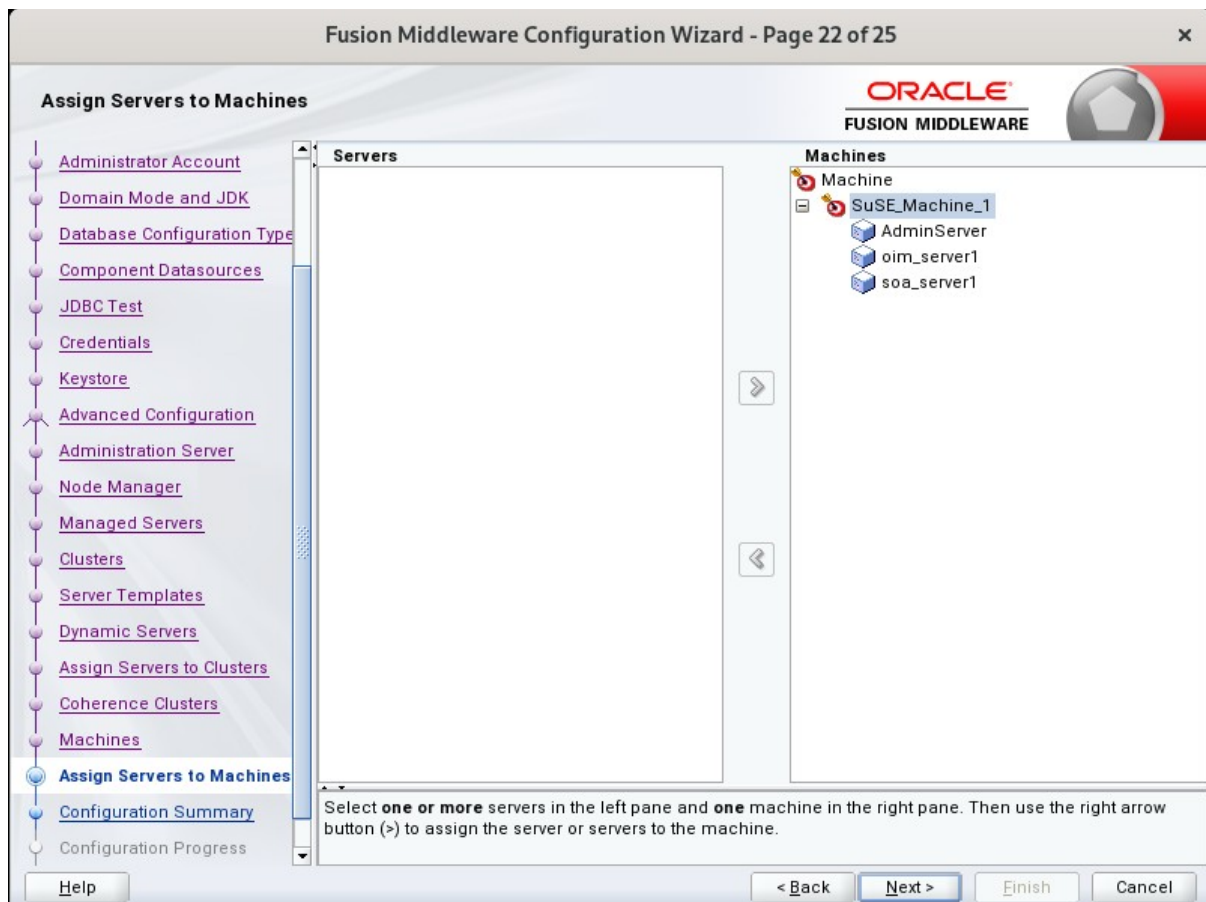 Fusion Middleware Configuration Wizard - Page 22 of 25
×
Assign Servers to Machines
ORACLE
FUSION MIDDLEWARE
Administrator Account
Domain Mode and JDK
Database Configuration Type
Component Datasources
JDBC Test
Credentials
Keystore
Advanced Configuration
Administration Server
Node Manager
Managed Servers
Clusters
Server Templates
Dynamic Servers
Assign Servers to Clusters
Coherence Clusters
Machines
Assign Servers to Machines
Configuration Summary
Configuration Progress
Servers
Machines
Machine
SuSE_Machine_1
AdminServer
oim_server1
soa_server1
Select one or more servers in the left pane and one machine in the right pane. Then use the right arrow
button (>) to assign the server or servers to the machine.
Help
< Back
Next >
Finish
Cancel